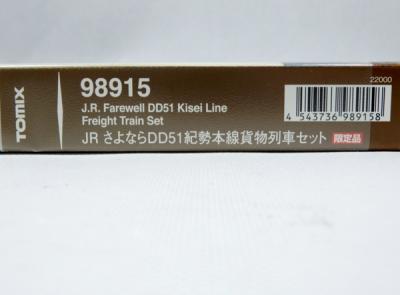 TOMIX
98915
J.R. Farewell DD51 Kisei Line
Freight Train Set
JR さよならDD51紀勢本線貨物列車セット 限定品
22000
4 543736 989158